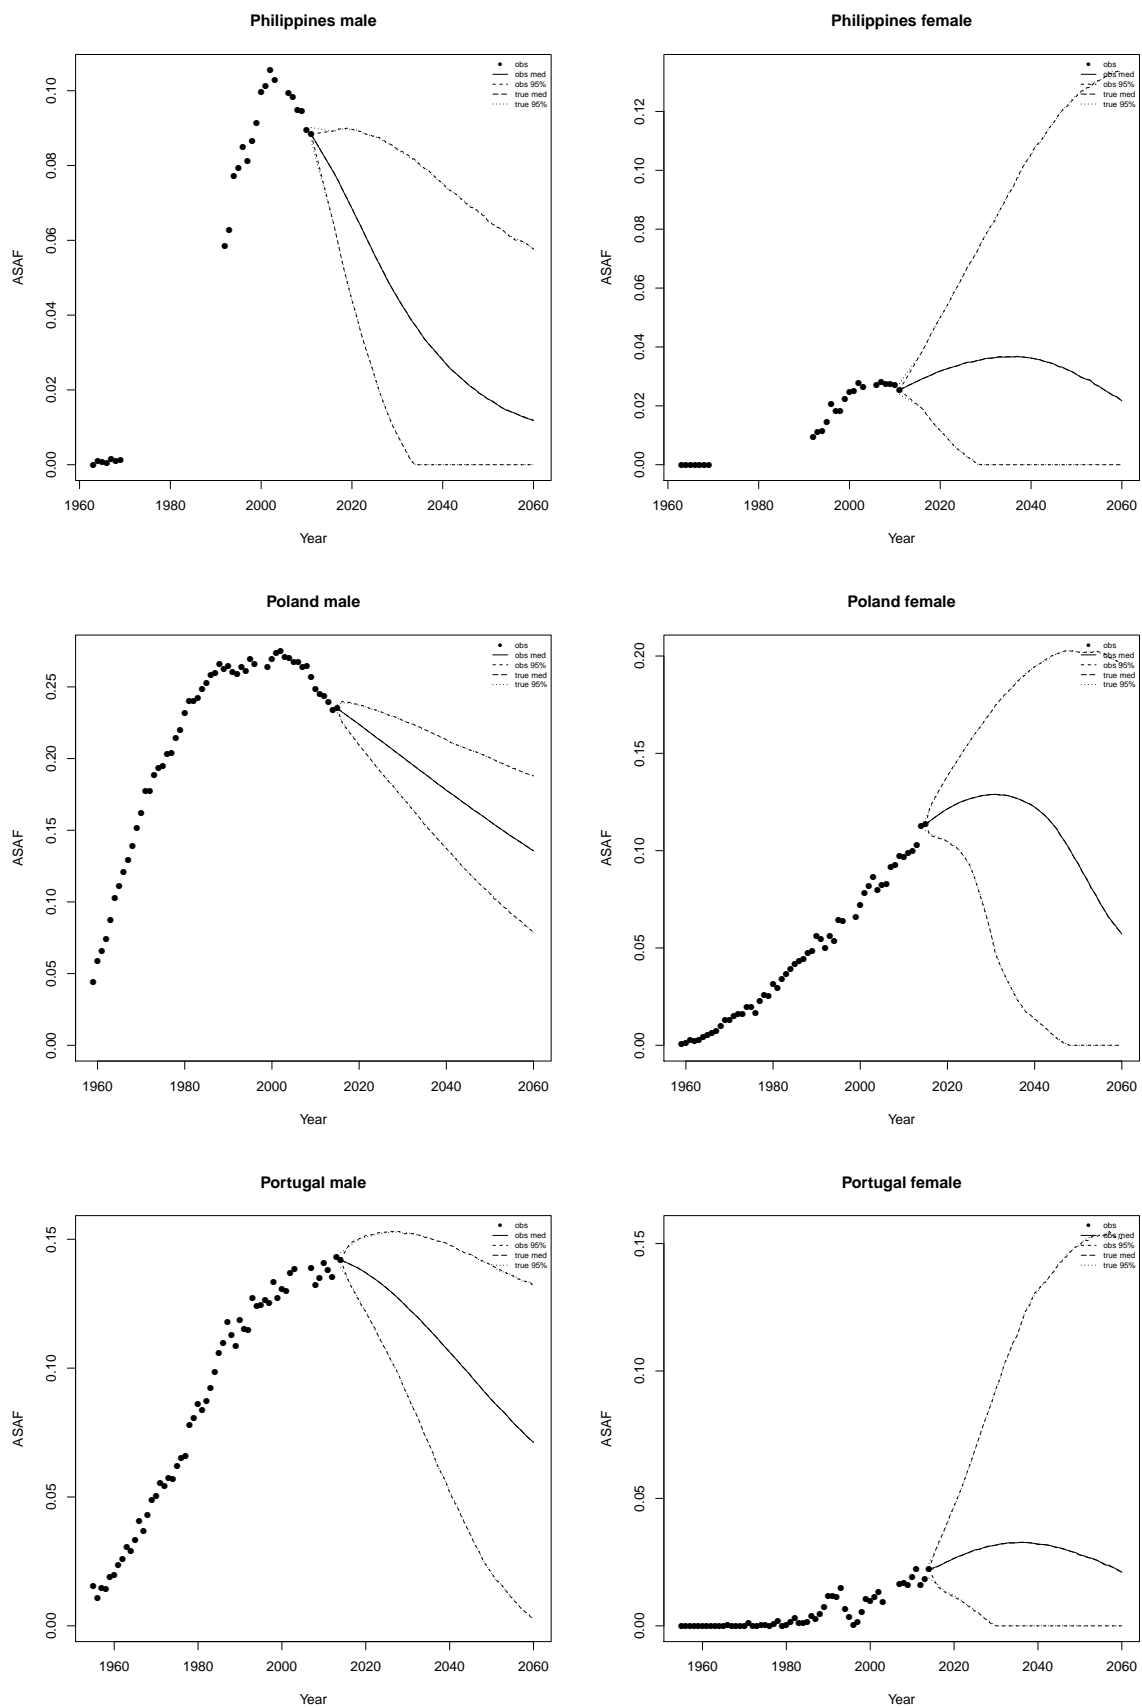 Philippines male
ASAF
0.00 0.02 0.04 0.06 0.08 0.10
obs
obs med
obs 95%
true med
true 95%
1960 1980 2000 2020 2040 2060
Year
Philippines female
ASAF
0.00 0.02 0.04 0.06 0.08 0.10 0.12
obs
obs med
obs 95%
true med
true 95%
1960 1980 2000 2020 2040 2060
Year
Poland male
ASAF
0.00 0.05 0.10 0.15 0.20 0.25
obs
obs med
obs 95%
true med
true 95%
1960 1980 2000 2020 2040 2060
Year
Poland female
ASAF
0.00 0.05 0.10 0.15 0.20
obs
obs med
obs 95%
true med
true 95%
1960 1980 2000 2020 2040 2060
Year
Portugal male
ASAF
0.00 0.05 0.10 0.15
obs
obs med
obs 95%
true med
true 95%
1960 1980 2000 2020 2040 2060
Year
Portugal female
ASAF
0.00 0.05 0.10 0.15
obs
obs med
obs 95%
true med
true 95%
1960 1980 2000 2020 2040 2060
Year